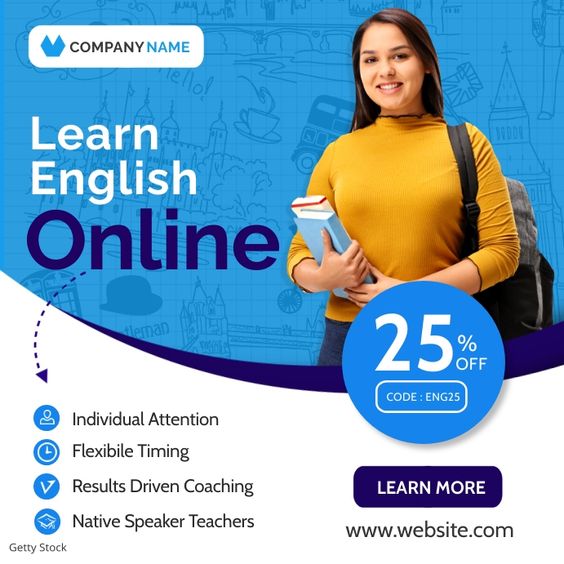 COMPANY NAME
Learn
English
Online
25% OFF
CODE : ENG25
Individual Attention
Flexibile Timing
Results Driven Coaching
Native Speaker Teachers
LEARN MORE
www.website.com
Getty Stock